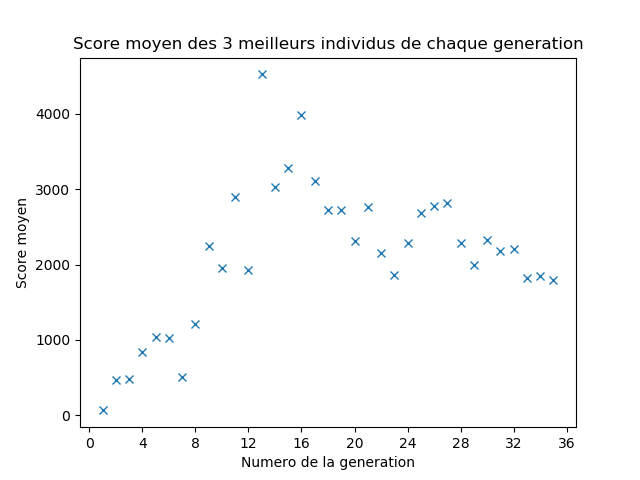 Score moyen des 3 meilleurs individus de chaque generation
Score moyen
4000
3000
2000
1000
0
0 4 8 12 16 20 24 28 32 36
Numero de la generation